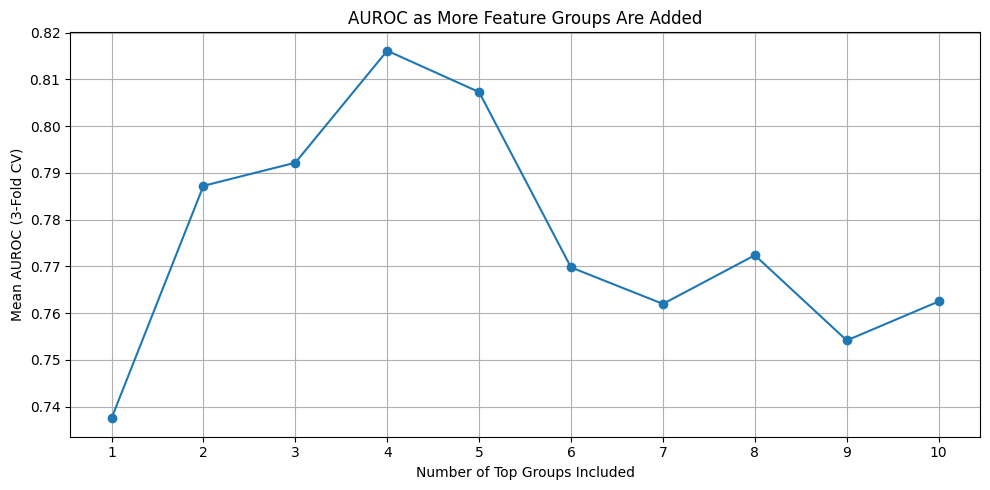 AUROC as More Feature Groups Are Added
Mean AUROC (3-Fold CV)
0.82
0.81
0.80
0.79
0.78
0.77
0.76
0.75
0.74
1 2 3 4 5 6 7 8 9 10
Number of Top Groups Included